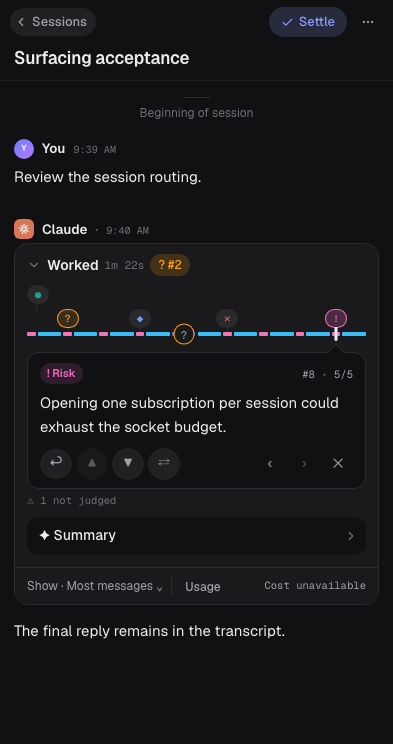 Sessions
Settle
Surfacing acceptance
Beginning of session
Y You 9:39 AM
Review the session routing.
Claude · 9:40 AM
Worked 1m 22s ? #2
? ◆ ? × !
! Risk #8 · 5/5
Opening one subscription per session could
exhaust the socket budget.
⚠ 1 not judged
✦ Summary
Show · Most messages Usage Cost unavailable
The final reply remains in the transcript.